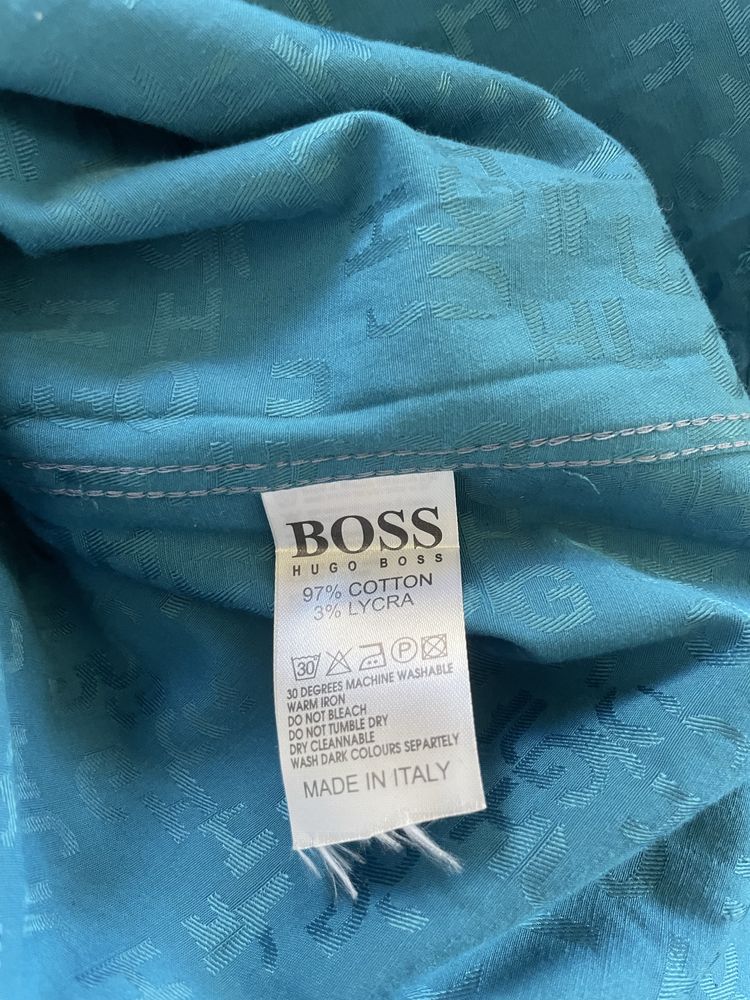 BOSS
HUGO BOSS
97% COTTON
3% LYCRA
30 P
30 DEGREES MACHINE WASHABLE
WARM IRON
DO NOT BLEACH
DO NOT TUMBLE DRY
DRY CLEANNABLE
WASH DARK COLOURS SEPARTELY
MADE IN ITALY